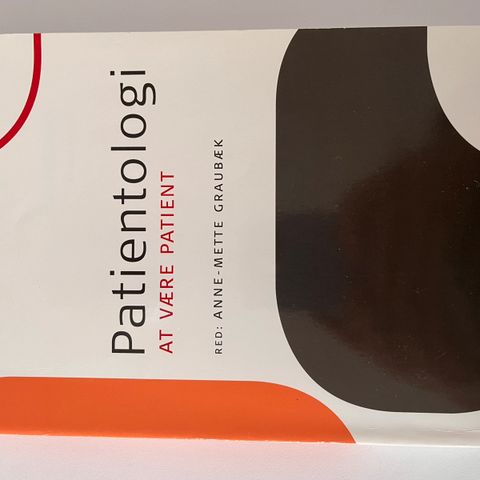 Patientologi
AT VÆRE PATIENT
RED: ANNE-METTE GRAUBÆK